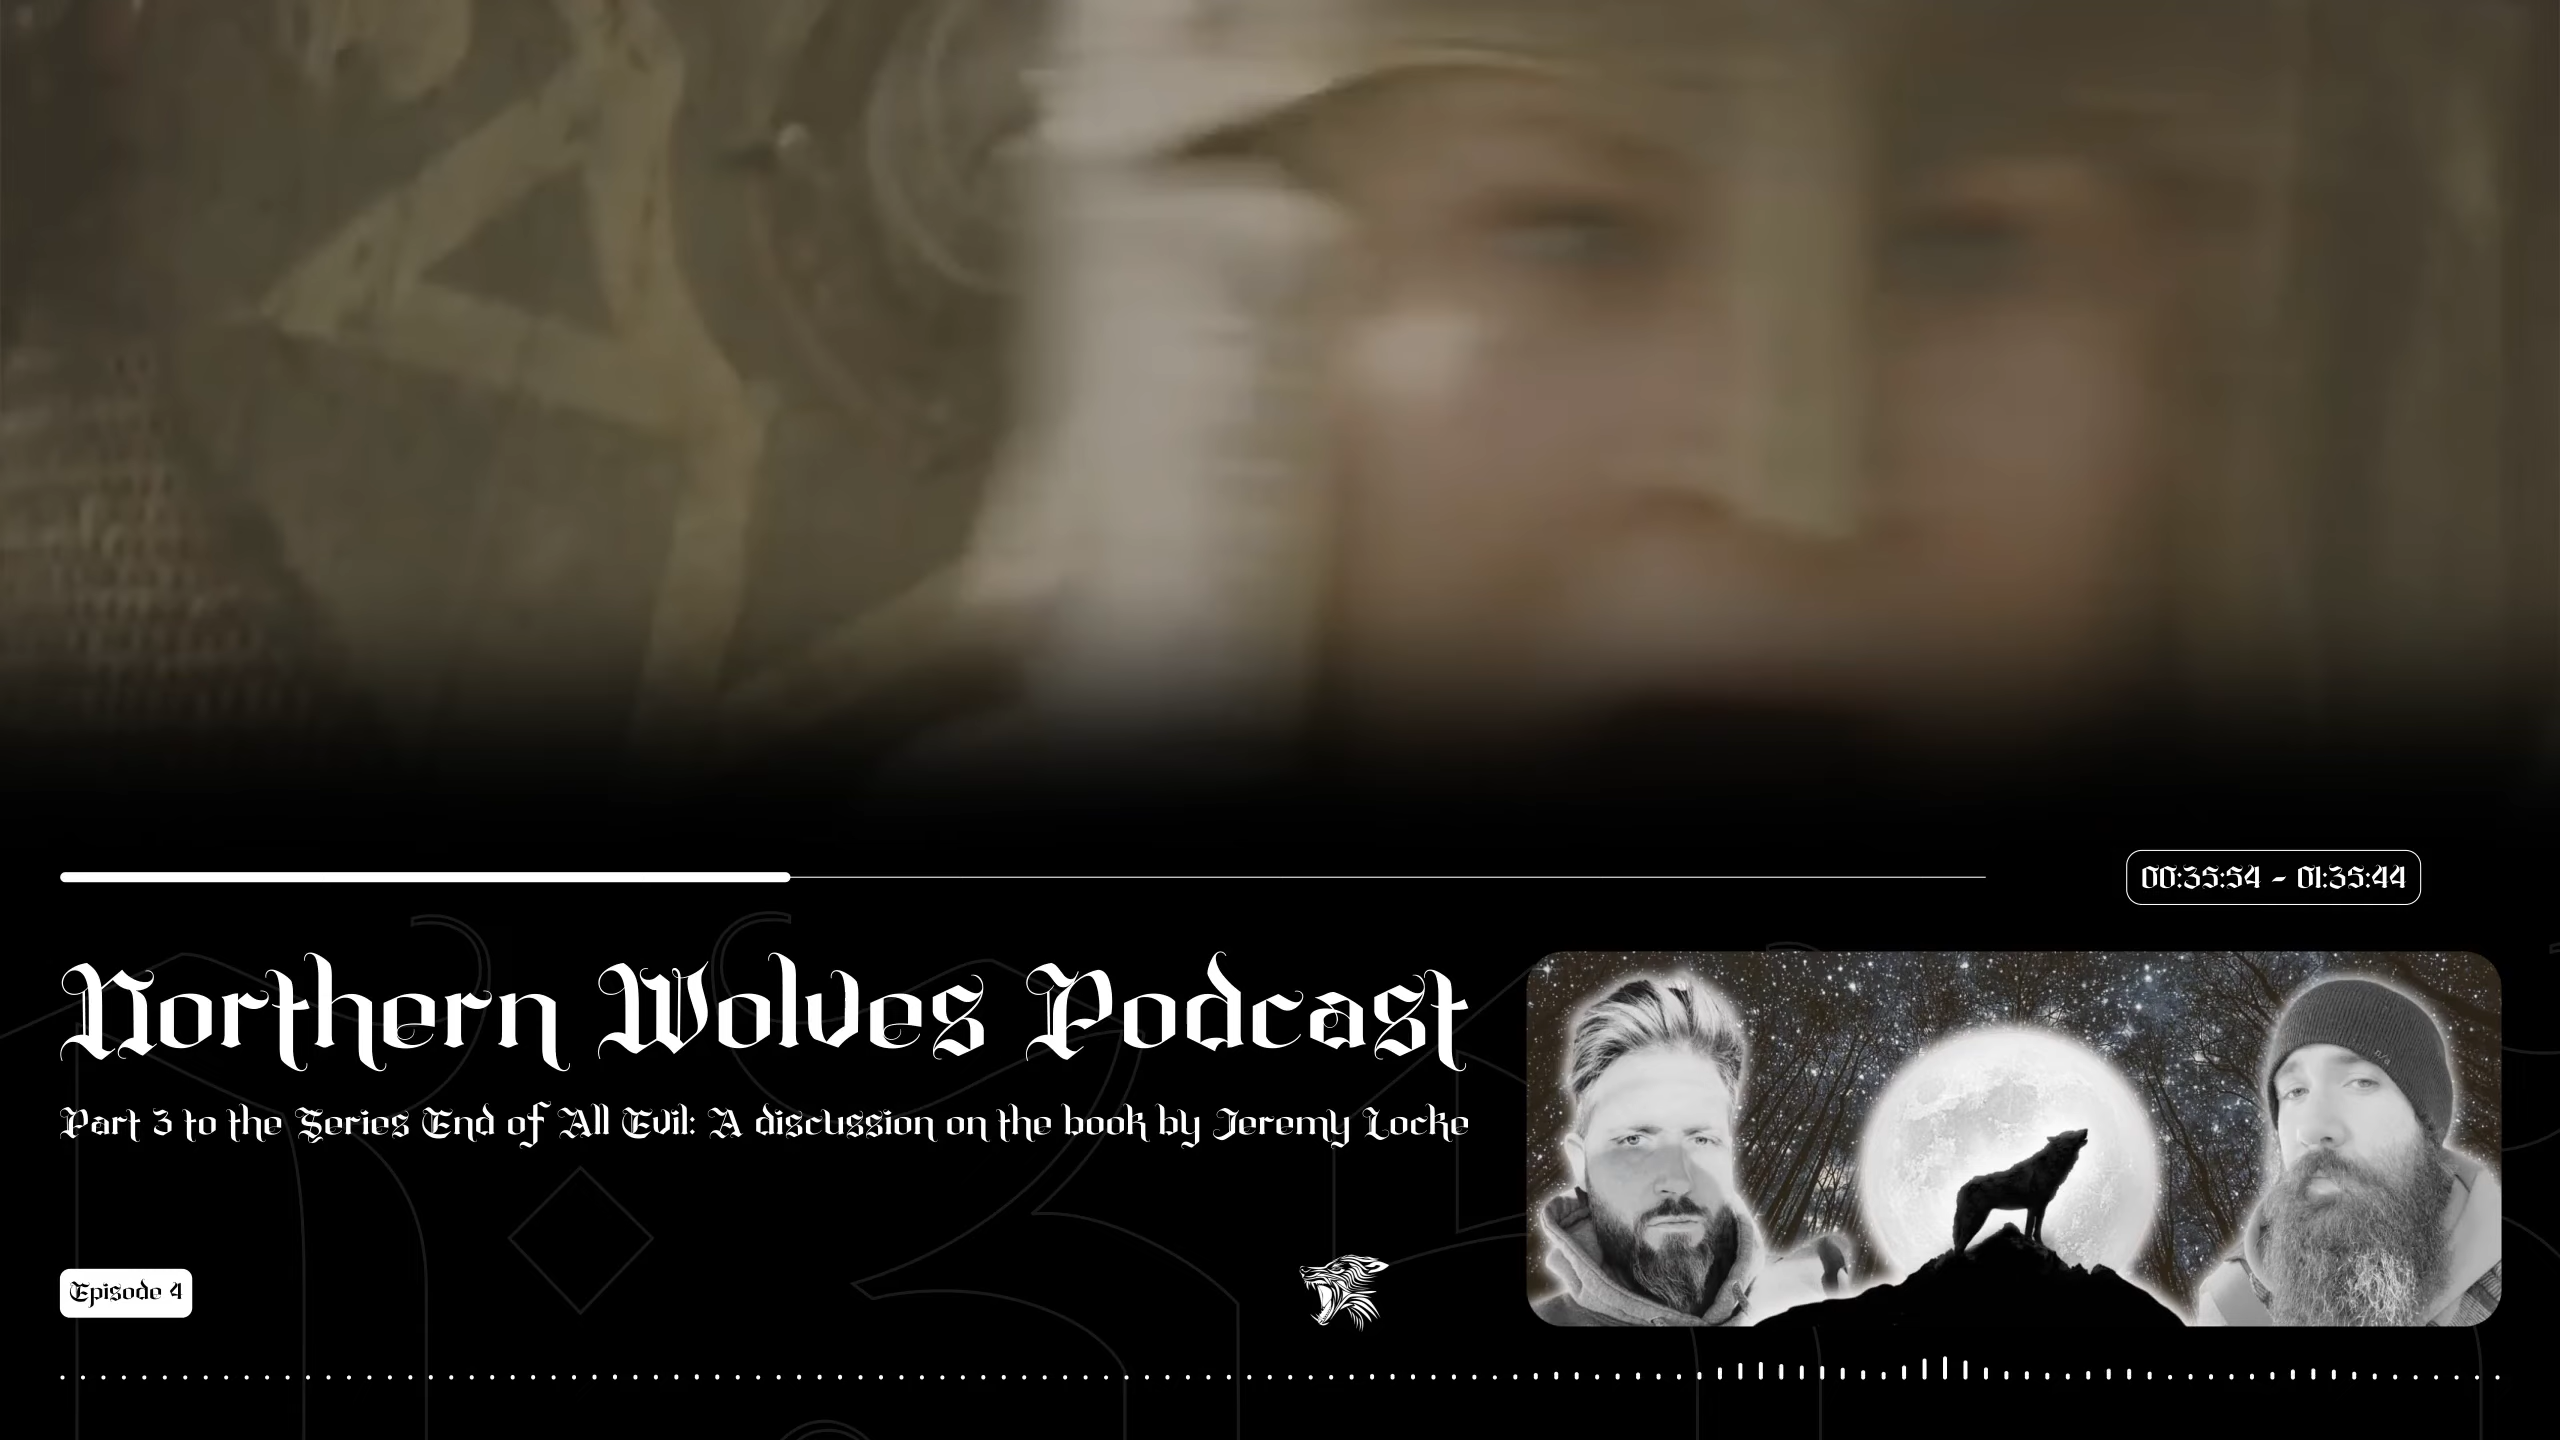 00:35:54 - 01:35:44
Northern Wolves Podcast
Part 3 to the Series End of All Evil: A discussion on the book by Jeremy Locke
Episode 4